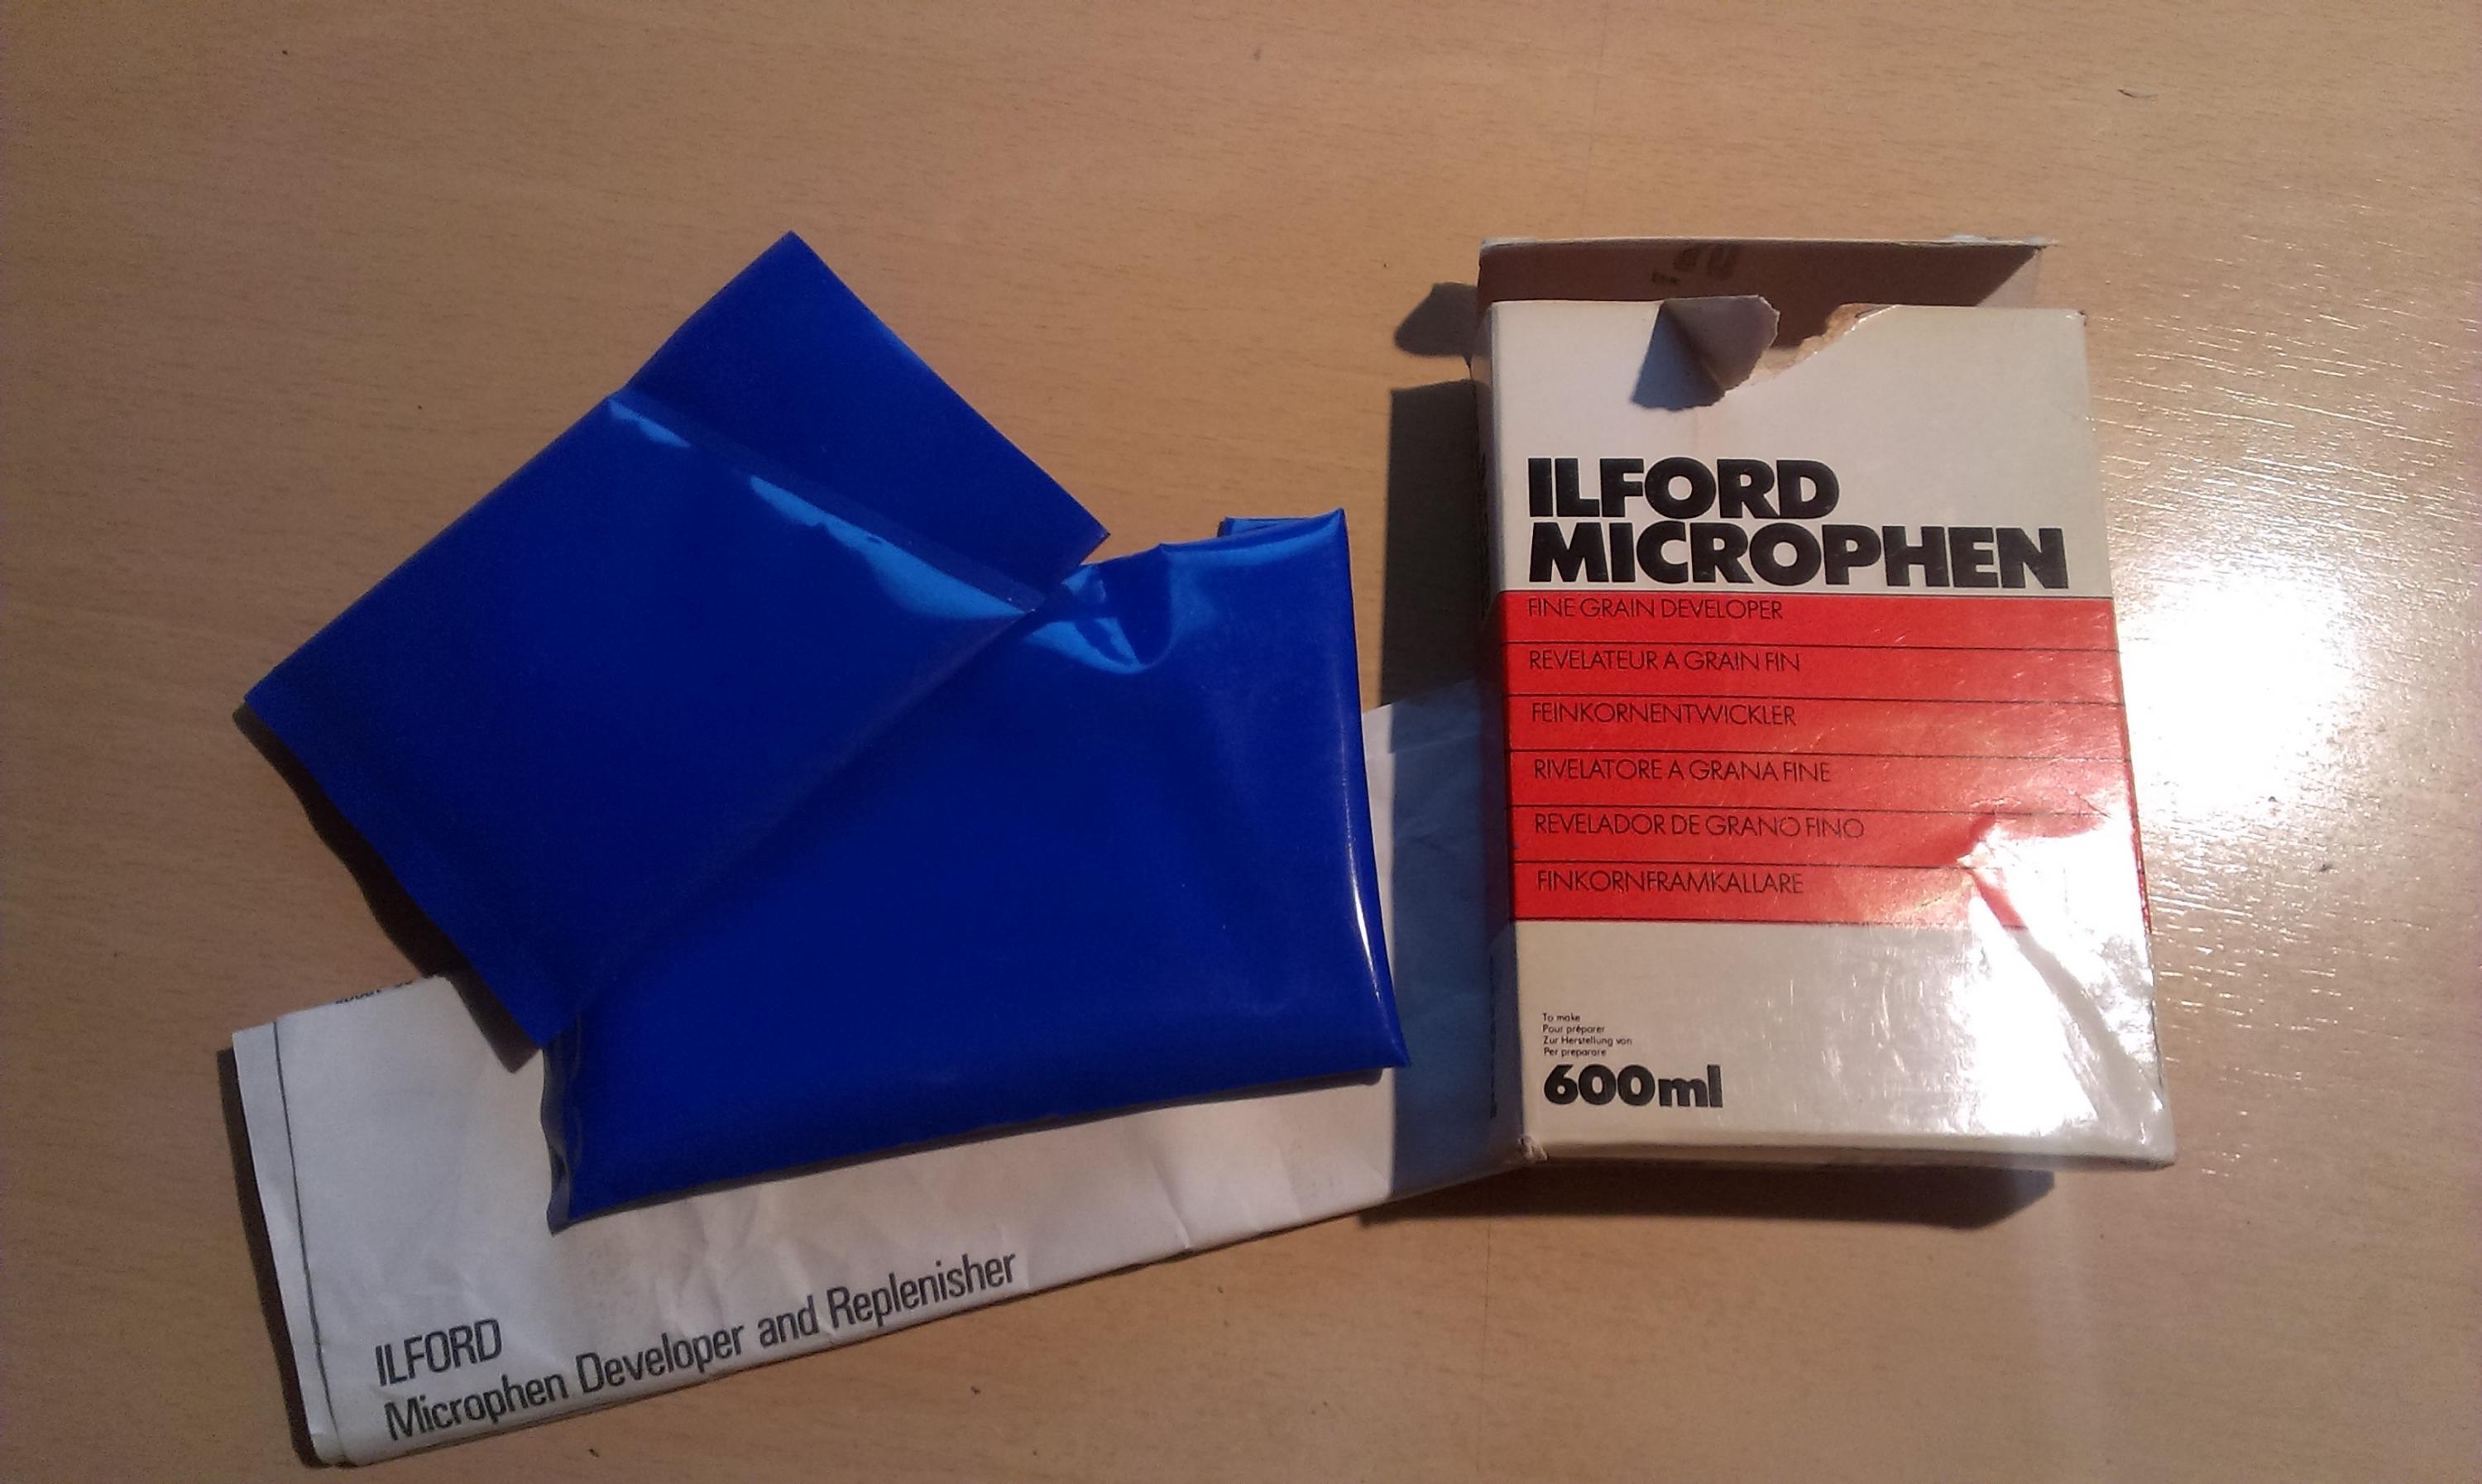 ILFORD
MICROPHEN
FINE GRAIN DEVELOPER
REVELATEUR A GRAIN FIN
FEINKORNENTWICKLER
RIVELATORE A GRANA FINE
REVELADOR DE GRANO FINO
FINKORNFRAMKALLARE
To make
Pour préparer
Zur Herstellung von
Per preparare
600ml
ILFORD
Microphen Developer and Replenisher